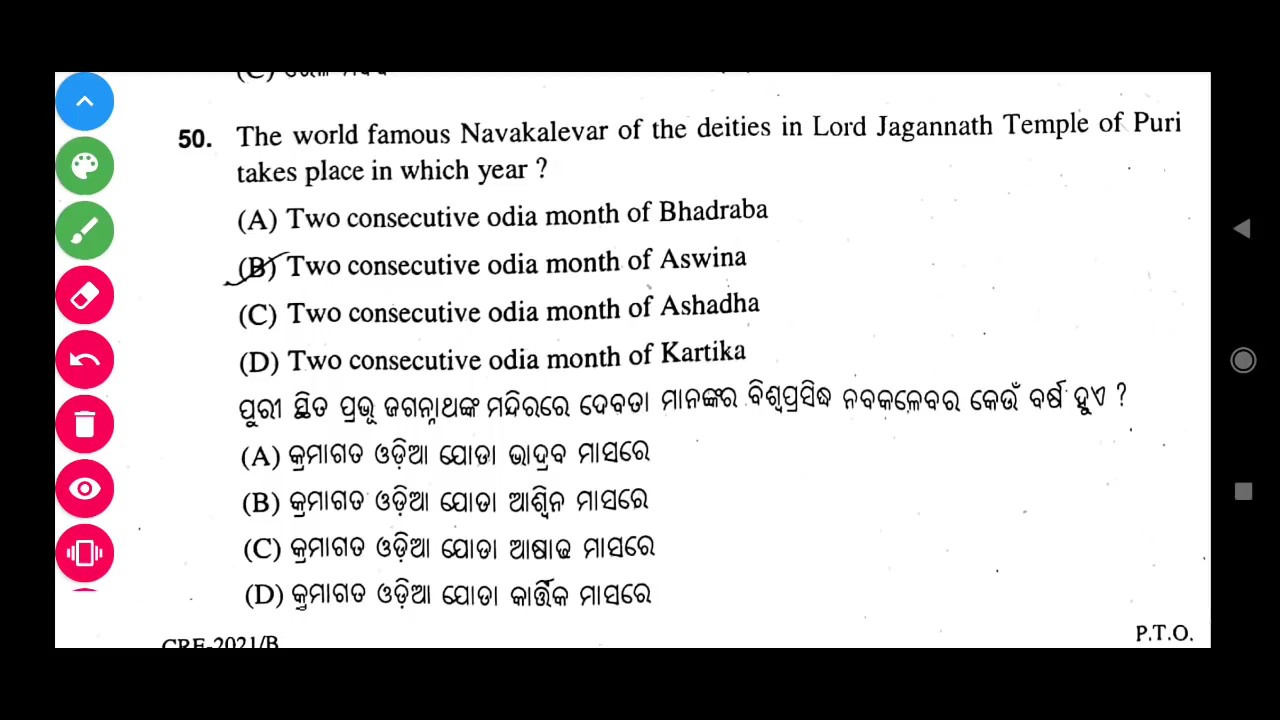 50. The world famous Navakalevar of the deities in Lord Jagannath Temple of Puri
takes place in which year ?
(A) Two consecutive odia month of Bhadraba
(B) Two consecutive odia month of Aswina
(C) Two consecutive odia month of Ashadha
(D) Two consecutive odia month of Kartika
ପୁରୀ ସ୍ଥିତ ପ୍ରଭୂ ଜଗନ୍ନାଥଙ୍କ ମନ୍ଦିରରେ ଦେବତା ମାନଙ୍କର ବିଶ୍ୱପ୍ରସିଦ୍ଧ ନବକଳେବର କେଉଁ ବର୍ଷ ହୁଏ ?
(A) କ୍ରମାଗତ ଓଡ଼ିଆ ଯୋଡା ଭାଦ୍ରବ ମାସରେ
(B) କ୍ରମାଗତ ଓଡ଼ିଆ ଯୋଡା ଆଶ୍ୱିନ ମାସରେ
(C) କ୍ରମାଗତ ଓଡ଼ିଆ ଯୋଡା ଆଷାଢ ମାସରେ
(D) କ୍ରମାଗତ ଓଡ଼ିଆ ଯୋଡା କାର୍ତ୍ତିକ ମାସରେ
CRE-2021/B
P.T.O.